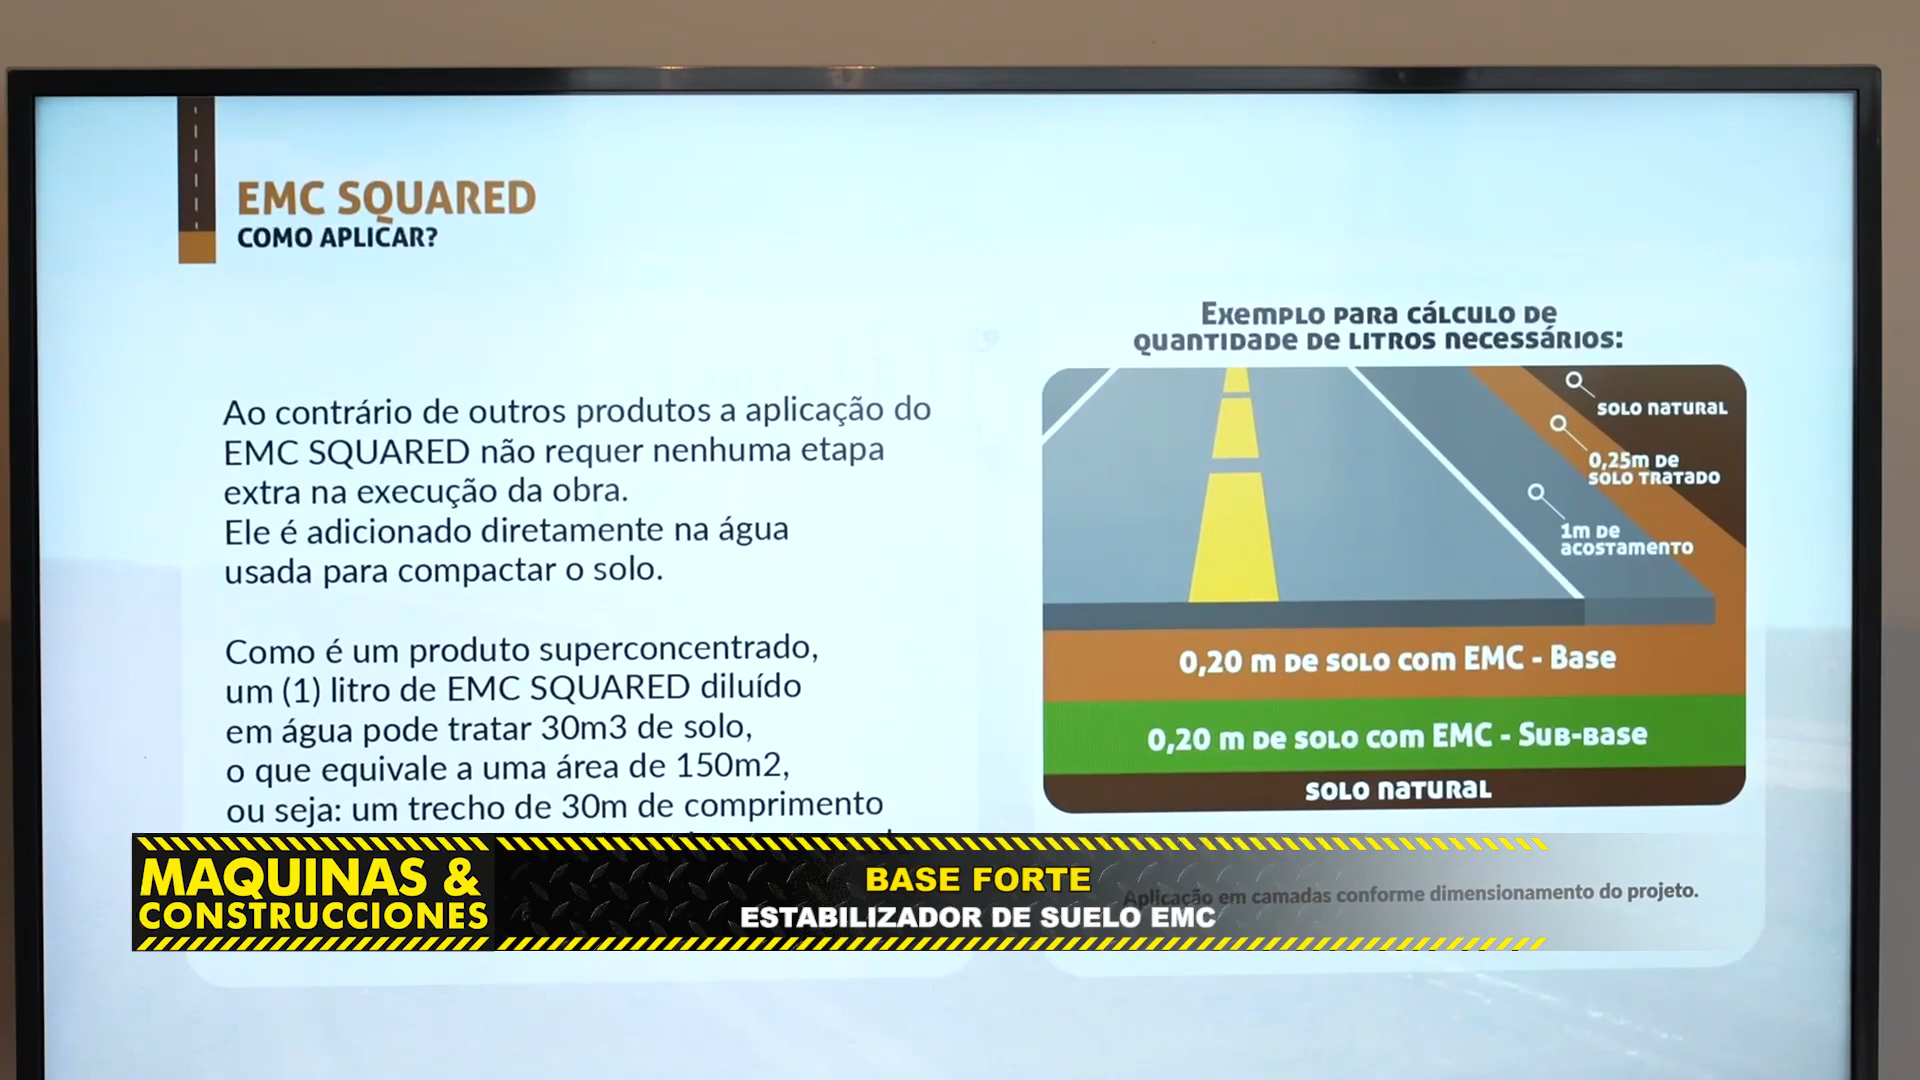 EMC SQUARED
COMO APLICAR?
Ao contrário de outros produtos a aplicação do
EMC SQUARED não requer nenhuma etapa
extra na execução da obra.
Ele é adicionado diretamente na água
usada para compactar o solo.
Como é um produto superconcentrado,
um (1) litro de EMC SQUARED diluído
em água pode tratar 30m3 de solo,
o que equivale a uma área de 150m2,
ou seja: um trecho de 30m de comprimento
Exemplo para cálculo de
quantidade de litros necessários:
solo natural
0,25m de
solo tratado
1m de
acostamento
0,20 m de solo com EMC - Base
0,20 m de solo com EMC - Sub-base
solo natural
Aplicação em camadas conforme dimensionamento do projeto.
MAQUINAS &
CONSTRUCCIONES
BASE FORTE
ESTABILIZADOR DE SUELO EMC